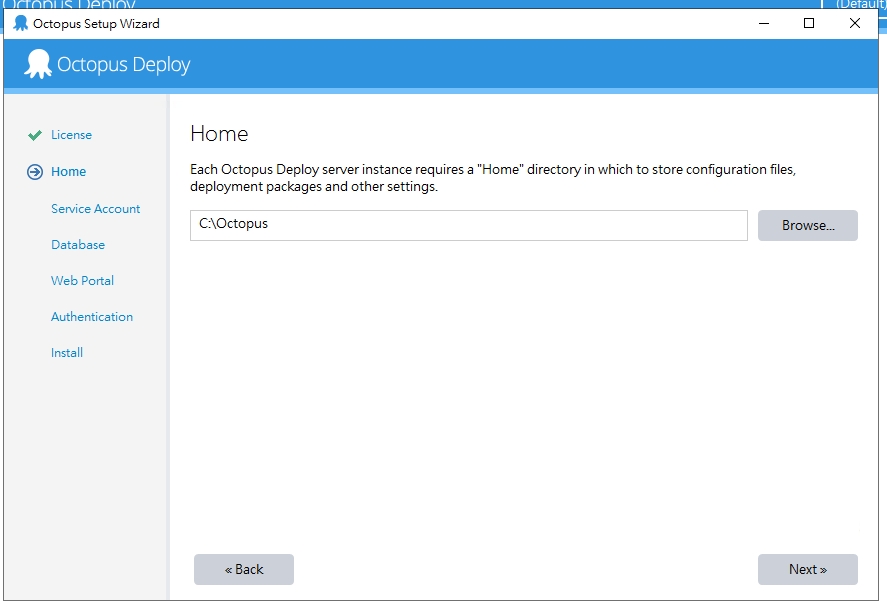 Octopus Deploy
(Default)
Octopus Setup Wizard
Octopus Deploy
License
Home
Service Account
Database
Web Portal
Authentication
Install
Home
Each Octopus Deploy server instance requires a "Home" directory in which to store configuration files,
deployment packages and other settings.
C:\Octopus
Browse...
« Back
Next »